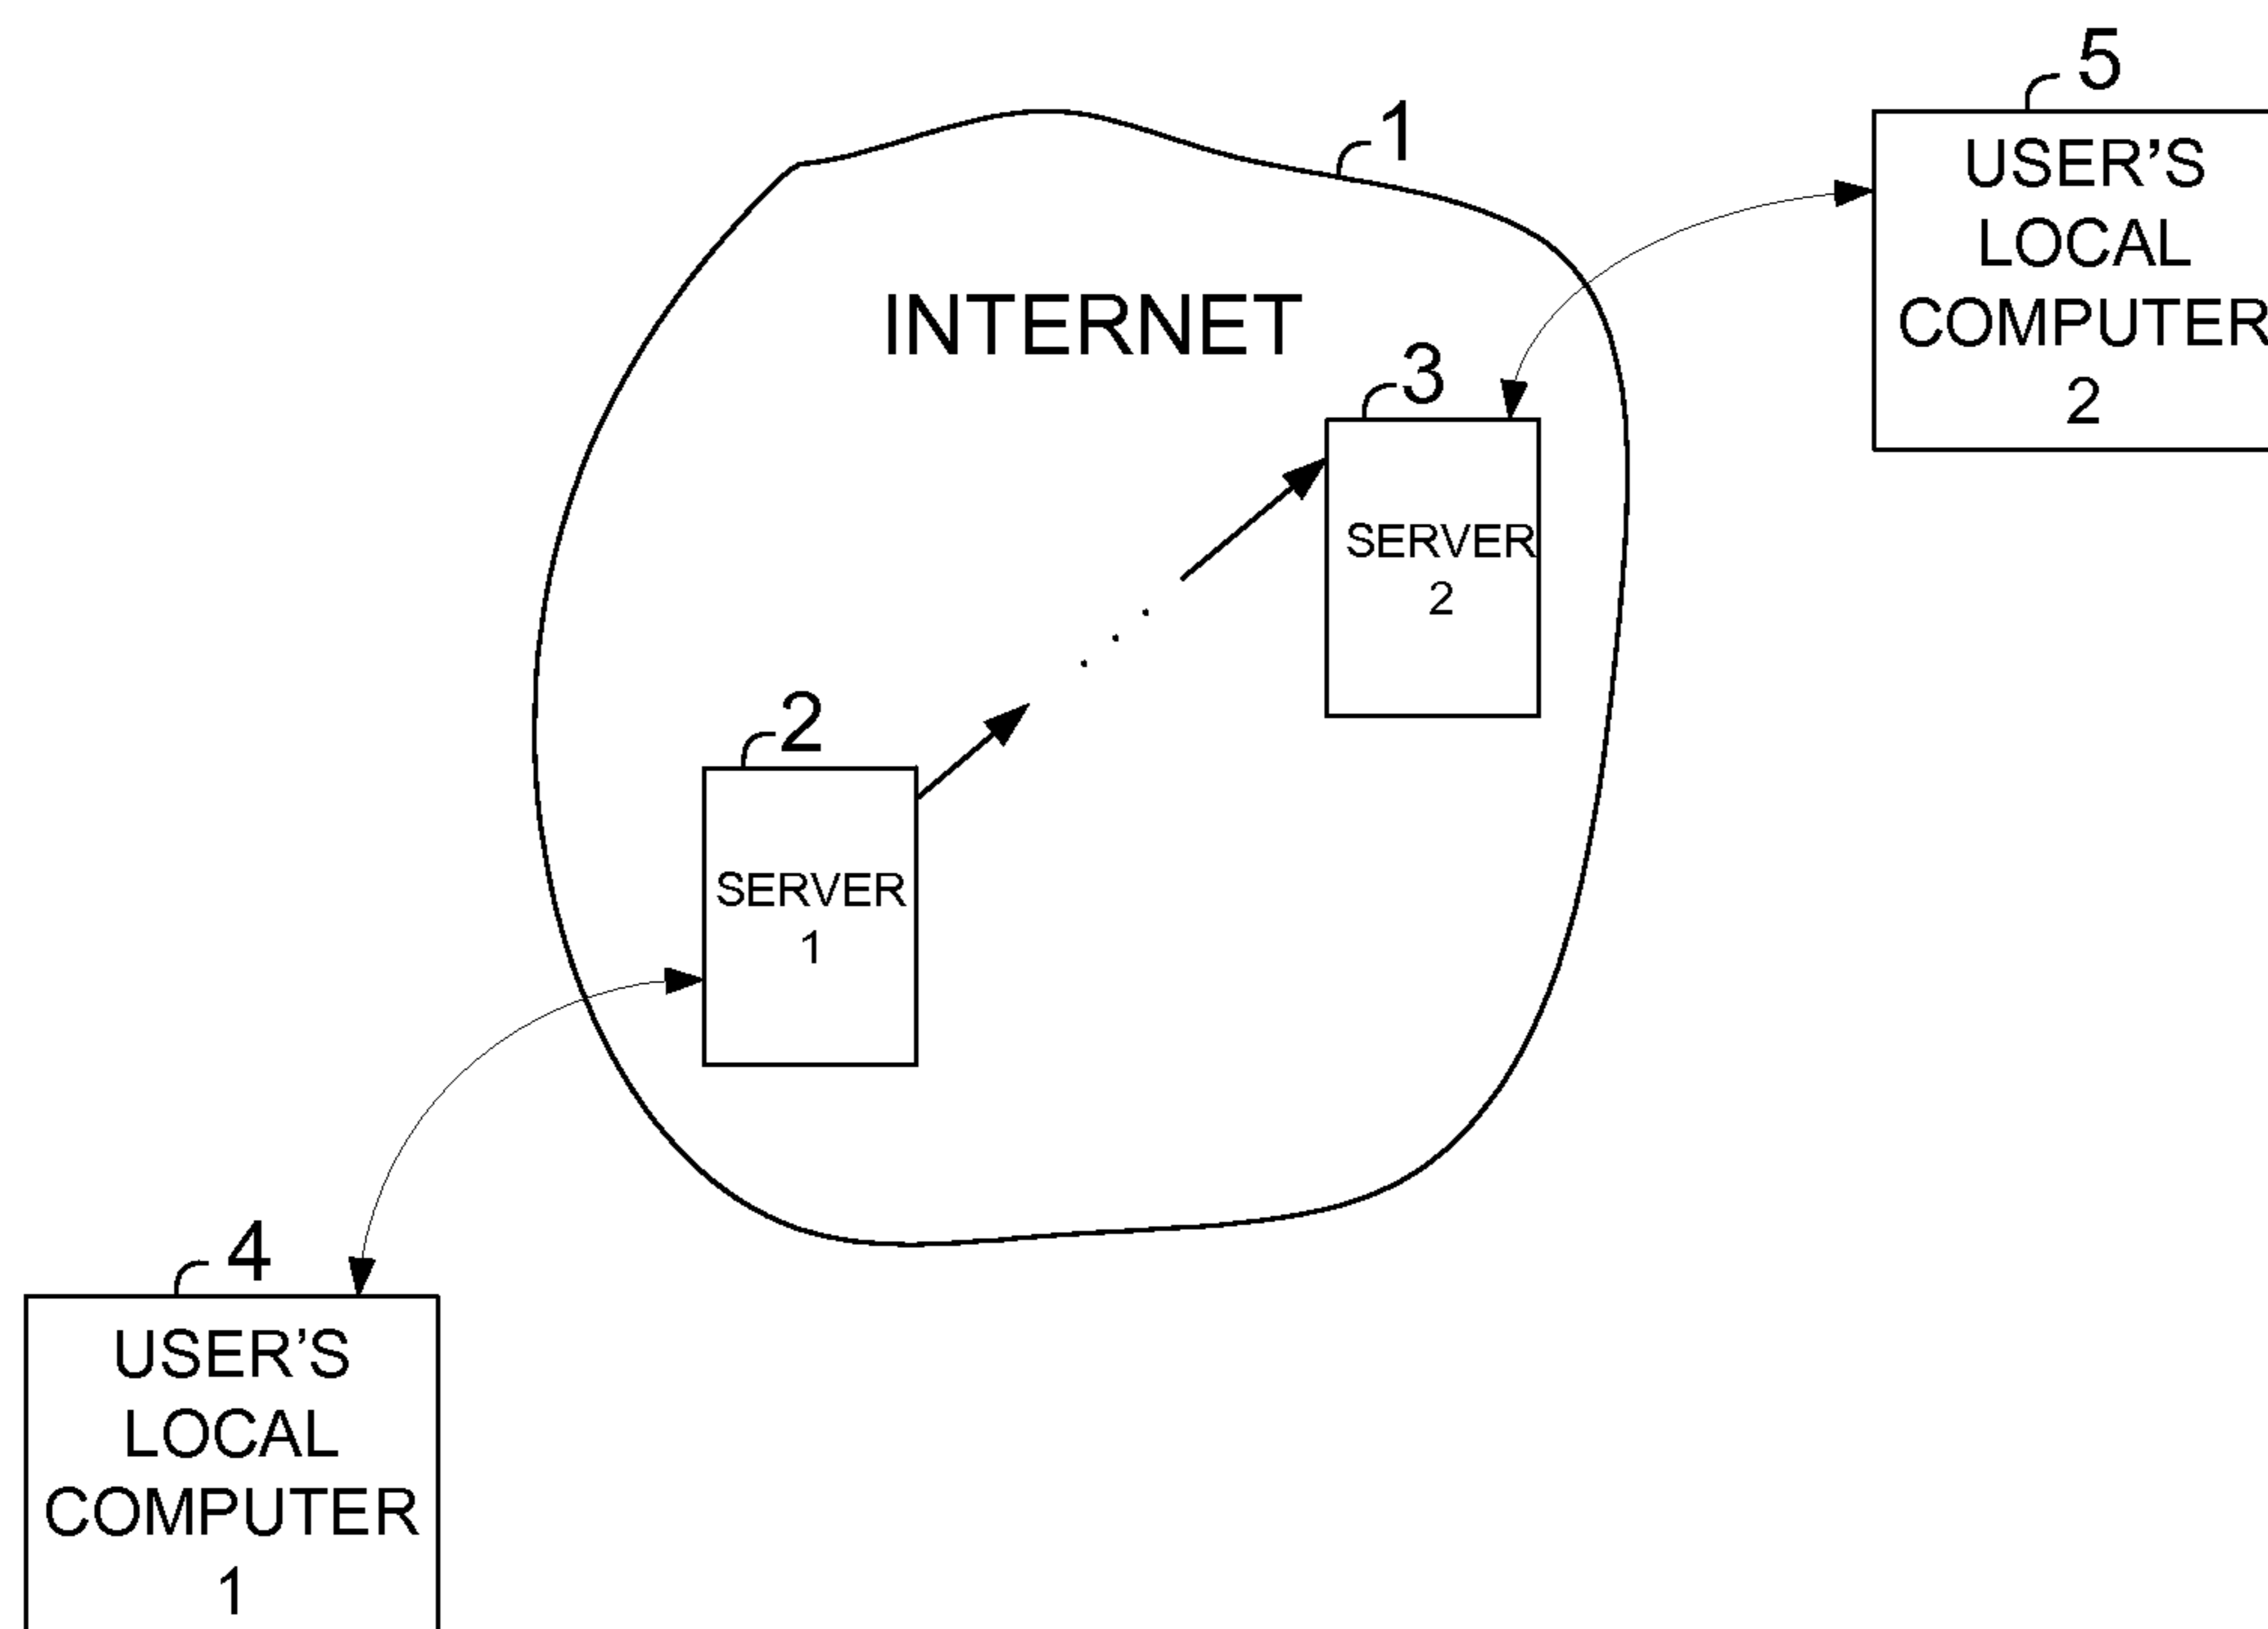 5
USER’S
LOCAL
COMPUTER
2
1
INTERNET
3
SERVER
2
2
SERVER
1
4
USER’S
LOCAL
COMPUTER
1